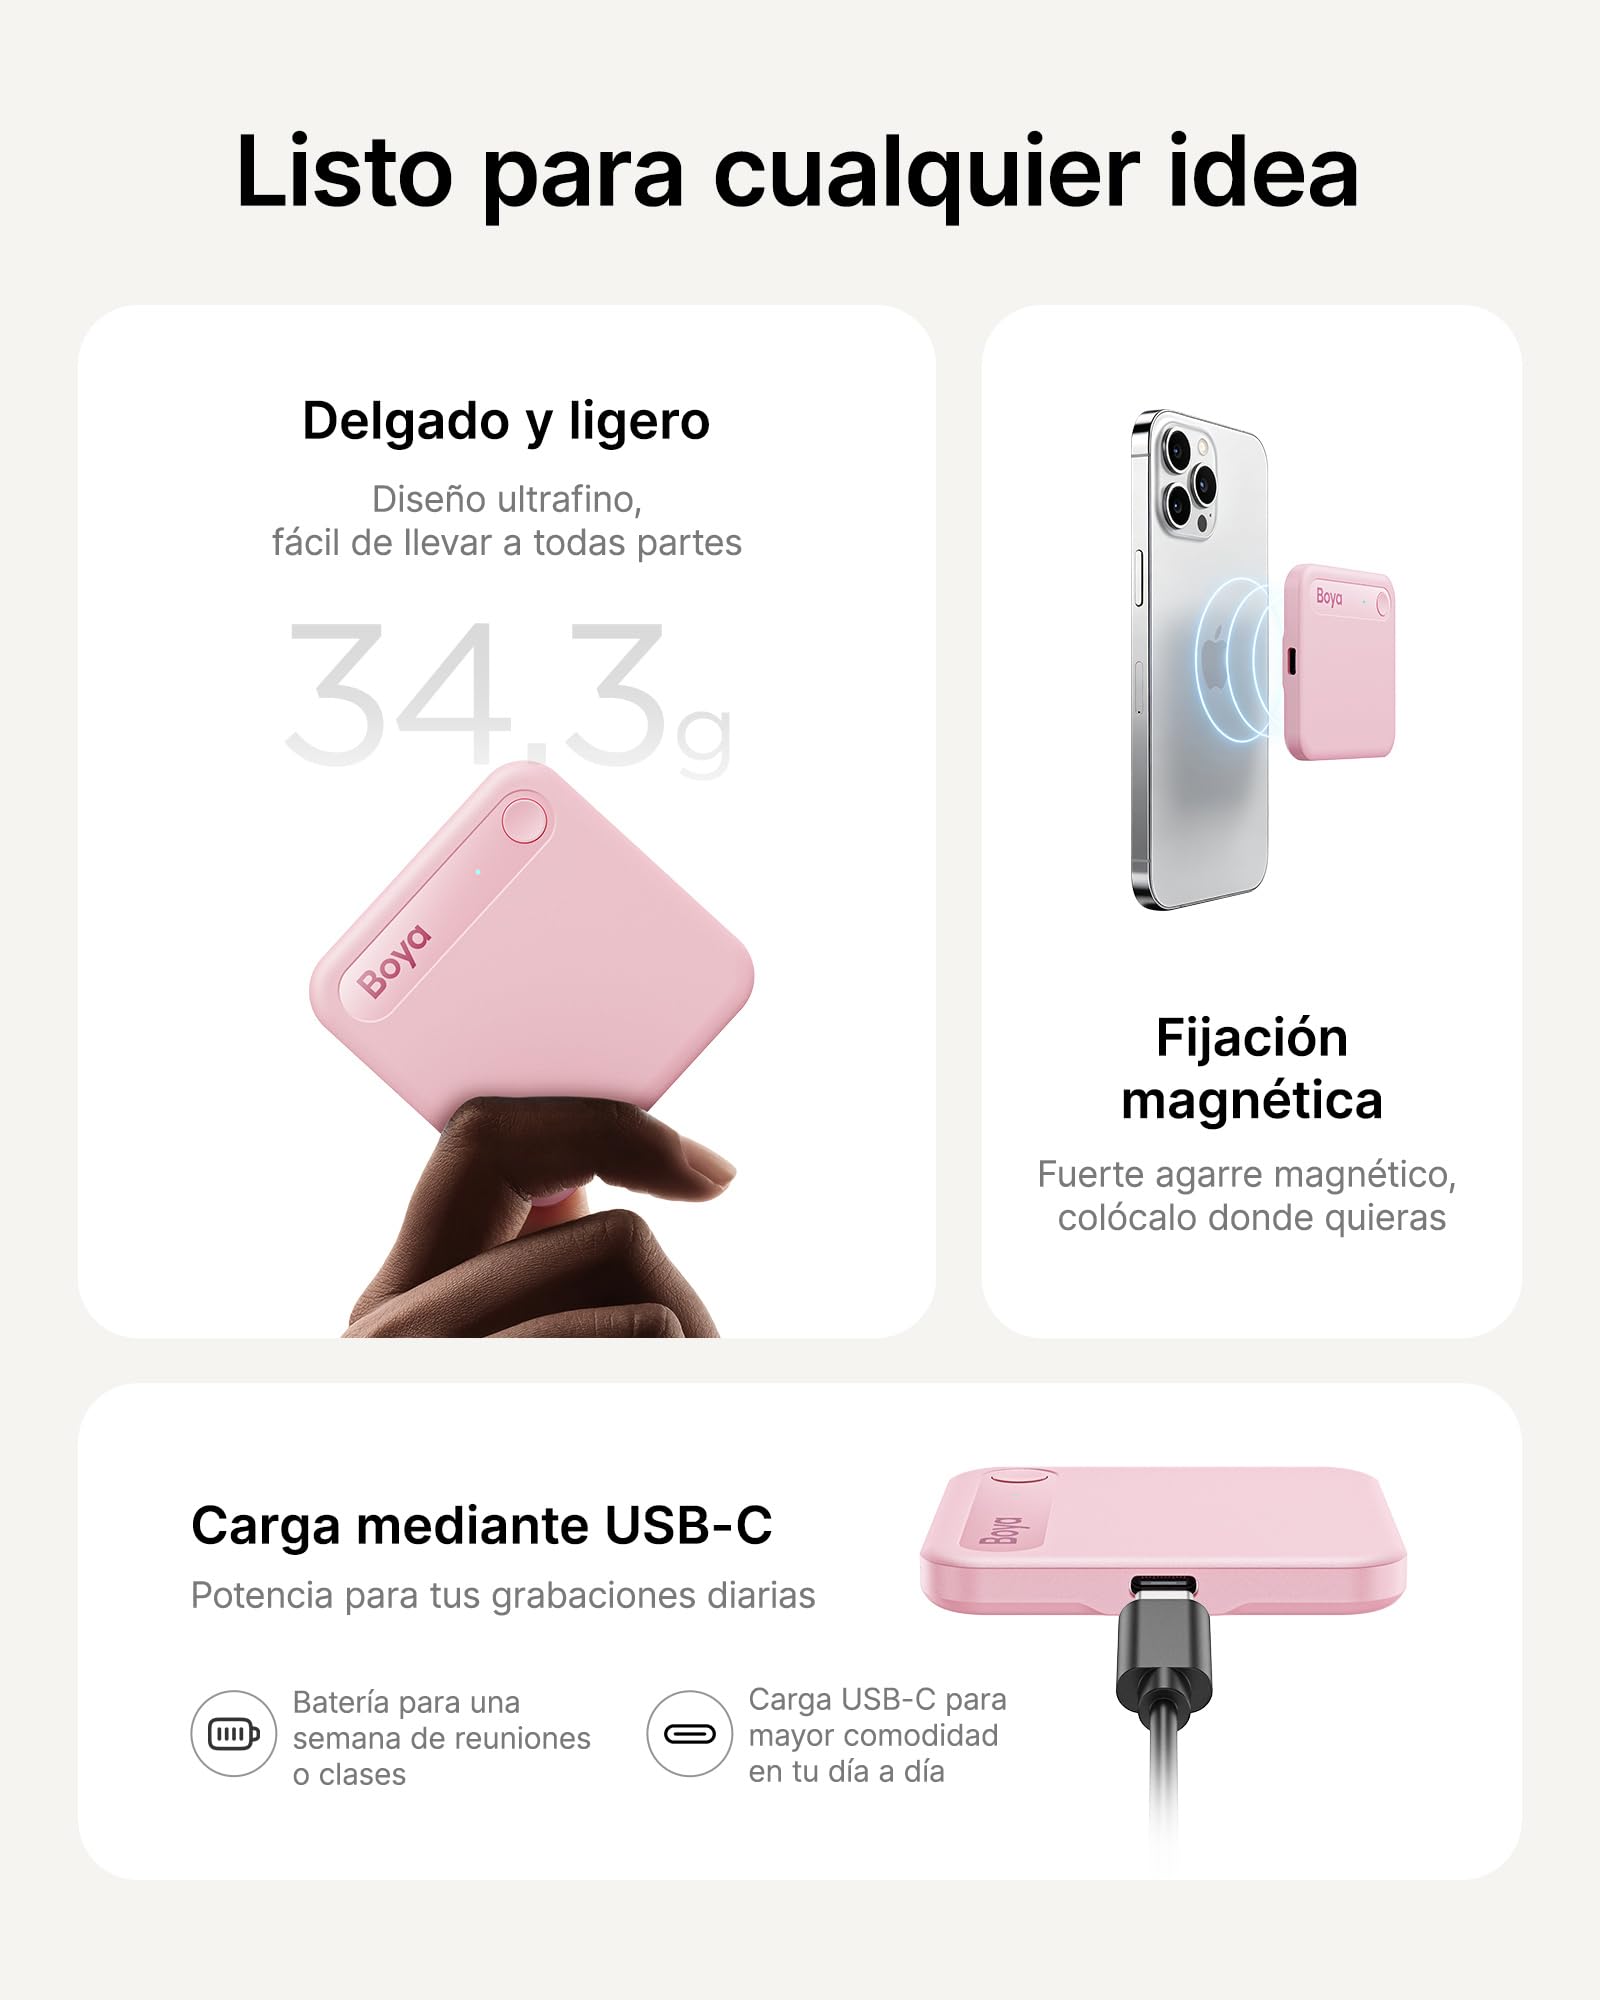 Listo para cualquier idea
Delgado y ligero
Diseño ultrafino,
fácil de llevar a todas partes
34.3g
Boya
Boya
Fijación
magnética
Fuerte agarre magnético,
colócalo donde quieras
Carga mediante USB-C
Potencia para tus grabaciones diarias
Batería para una
semana de reuniones
o clases
Carga USB-C para
mayor comodidad
en tu día a día
Boya